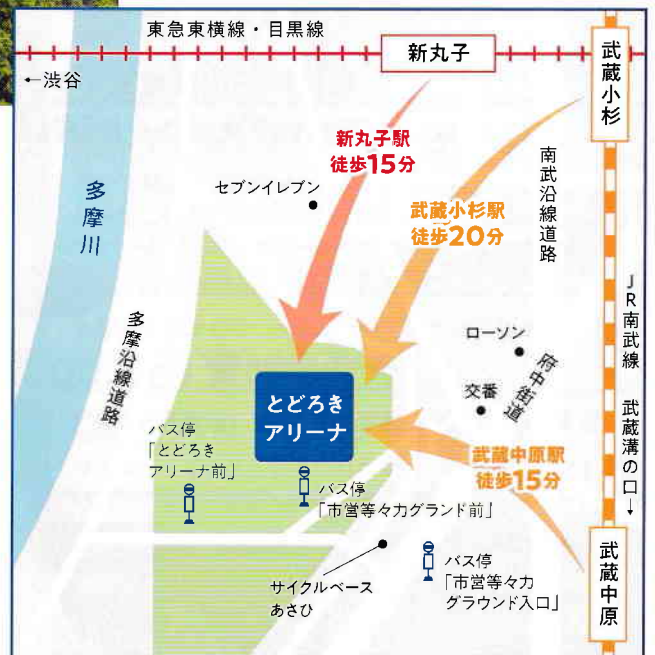 東急東横線・目黒線
新丸子
武蔵小杉
←渋谷
新丸子駅
徒歩15分
南武沿線道路
セブンイレブン
多摩川
武蔵小杉駅
徒歩20分
JR南武線 武蔵溝の口→
多摩沿線道路
ローソン
府中街道
交番
とどろき
アリーナ
バス停
「とどろき
アリーナ前」
武蔵中原駅
徒歩15分
バス停
「市営等々力グランド前」
武蔵中原
サイクルベース
あさひ
バス停
「市営等々力
グラウンド入口」